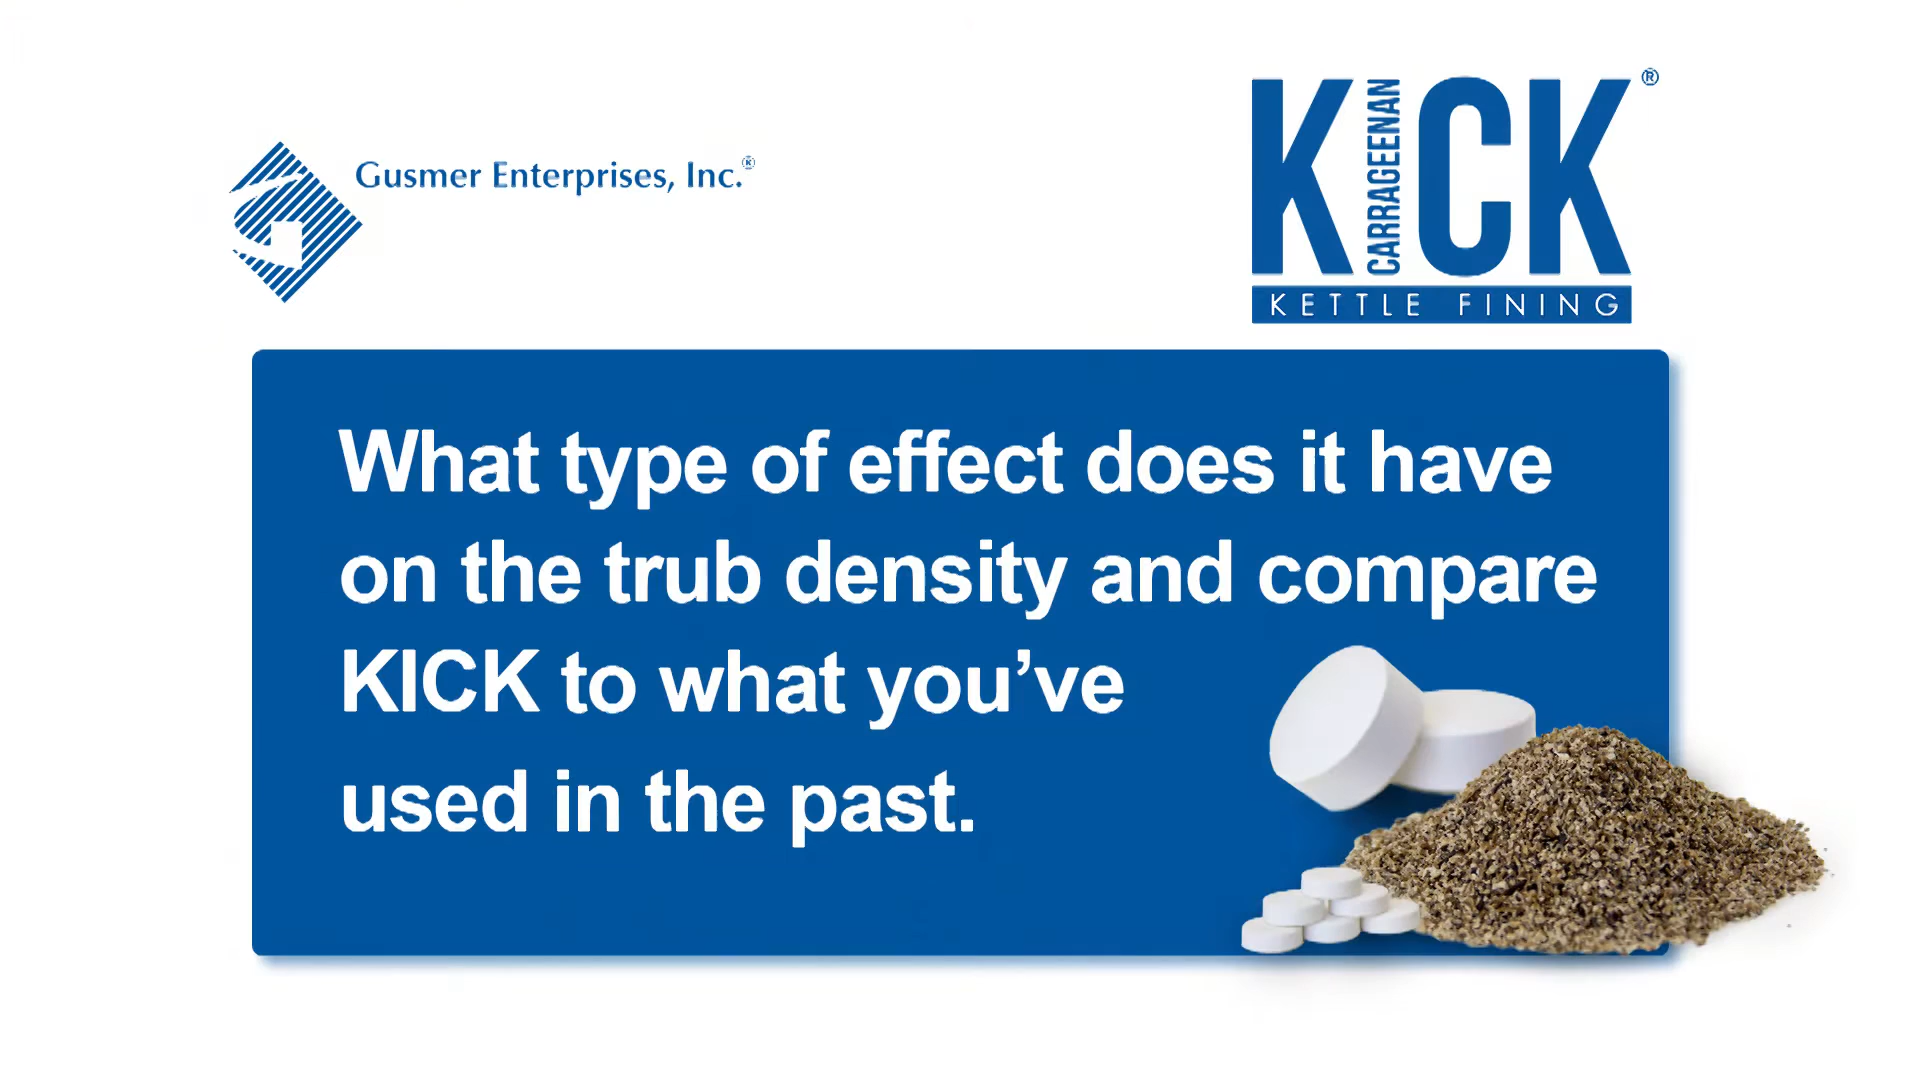 Gusmer Enterprises, Inc.®
KICK®
CARRAGEENAN
KETTLE FINING
What type of effect does it have
on the trub density and compare
KICK to what you’ve
used in the past.